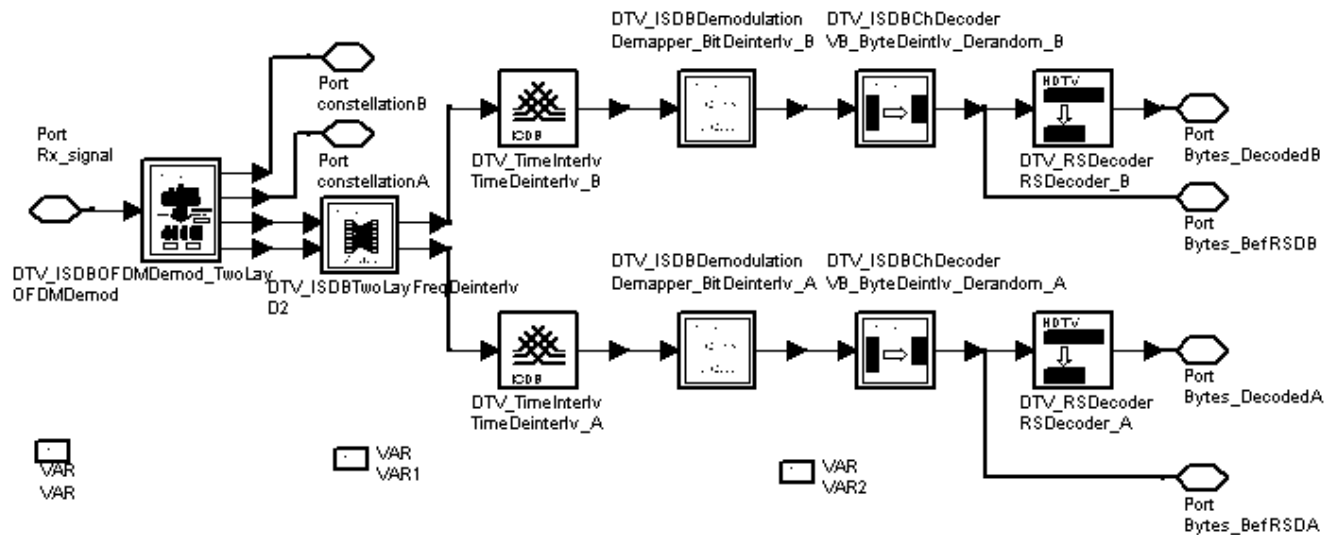 DTV_ISDBDemodulation
Demapper_BitDeinterlv_B
DTV_ISDBChDecoder
VB_ByteDeintlv_Derandom_B
Port
constellationB
Port
Rx_signal
Port
constellationA
ICDB
DTV_TimeInterlv
TimeDeinterlv_B
HDTV
DTV_RSDecoder
RSDecoder_B
Port
Bytes_DecodedB
Port
Bytes_BefRSDB
DTV_ISDBOFDMDemod_TwoLay
OFDMDemod
DTV_ISDBTwoLayFreqDeinterlv
D2
DTV_ISDBDemodulation
Demapper_BitDeinterlv_A
DTV_ISDBChDecoder
VB_ByteDeintlv_Derandom_A
ICDB
DTV_TimeInterlv
TimeDeinterlv_A
HDTV
DTV_RSDecoder
RSDecoder_A
Port
Bytes_DecodedA
VAR
VAR
VAR
VAR1
VAR
VAR2
Port
Bytes_BefRSDA